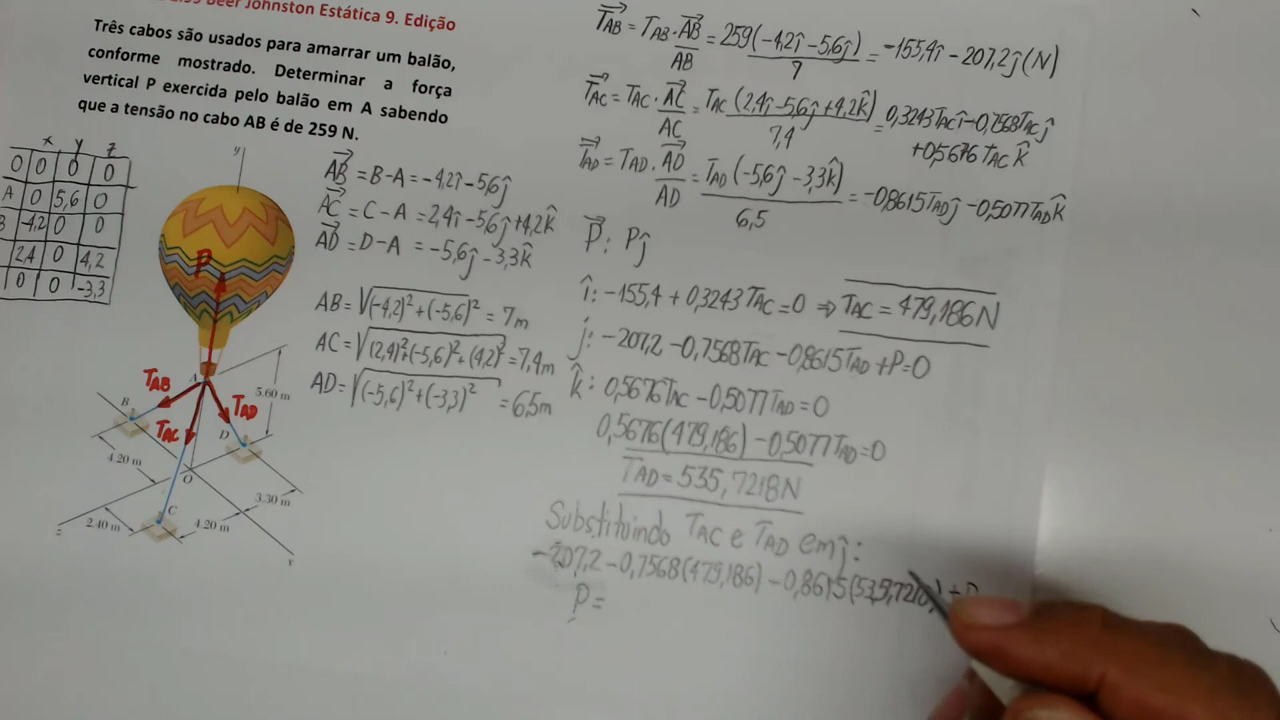 Beer Johnston Estática 9. Edição
Três cabos são usados para amarrar um balão,
conforme mostrado. Determinar a força
vertical P exercida pelo balão em A sabendo
que a tensão no cabo AB é de 259 N.
x y z
0 0 0 0
A 0 5,6 0
B -4,2 0 0
2,4 0 4,2
0 0 -3,3
y
P
A
TAB
TAD
TAC
B
D
5.60 m
4.20 m
O
3.30 m
C
2.40 m
4.20 m
z
x
AB = B-A = -4,2î - 5,6ĵ
AC = C-A = 2,4î - 5,6ĵ + 4,2k̂
AD = D-A = -5,6ĵ - 3,3k̂
AB = √(-4,2)² + (-5,6)² = 7m
AC = √(2,4)² + (-5,6)² + (4,2)² = 7,4m
AD = √(-5,6)² + (-3,3)² = 6,5m
TAB = TAB . AB/AB = 259(-4,2î - 5,6ĵ)/7 = -155,4î - 207,2ĵ (N)
TAC = TAC . AC/AC = TAC (2,4î - 5,6ĵ + 4,2k̂)/7,4 = 0,3243TACî - 0,7568TACĵ
+0,5676 TAC k̂
TAD = TAD . AD/AD = TAD (-5,6ĵ - 3,3k̂)/6,5 = -0,8615TADĵ - 0,5077TADk̂
P: Pĵ
î: -155,4 + 0,3243TAC = 0 ⇒ TAC = 479,186N
ĵ: -207,2 - 0,7568TAC - 0,8615TAD + P = 0
k̂: 0,5676TAC - 0,5077TAD = 0
0,5676(479,186) - 0,5077TAD = 0
TAD = 535,7218N
Substituindo TAC e TAD em ĵ:
-207,2 - 0,7568(479,186) - 0,8615(535,7218) +
P =